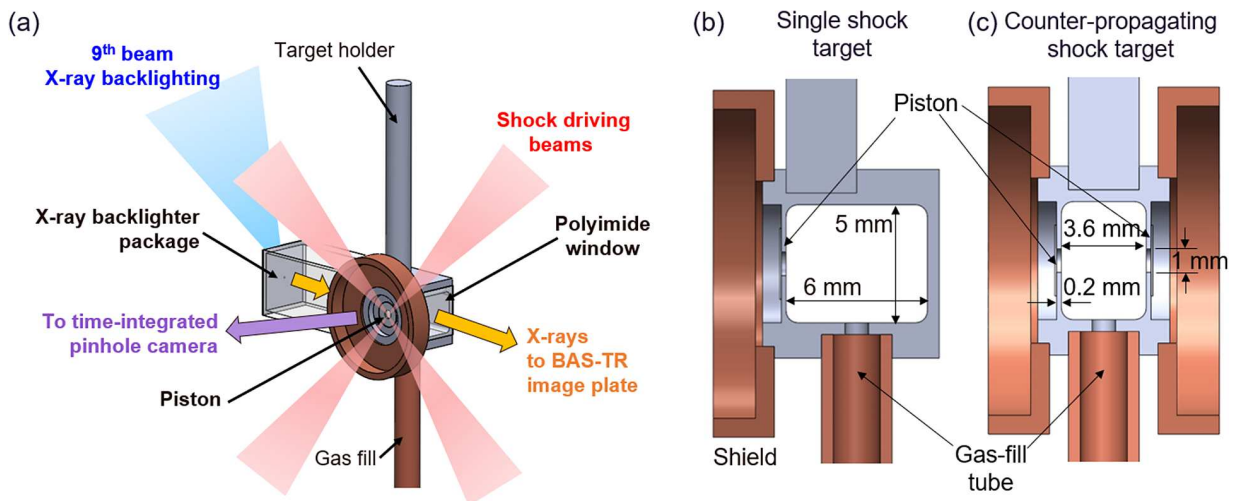 (a)
9th beam
X-ray backlighting
Target holder
Shock driving
beams
X-ray backlighter
package
Polyimide
window
To time-integrated
pinhole camera
X-rays
to BAS-TR
image plate
Piston
Gas fill
(b)
Single shock
target
(c) Counter-propagating
shock target
Piston
5 mm
6 mm
3.6 mm
1 mm
0.2 mm
Shield
Gas-fill
tube